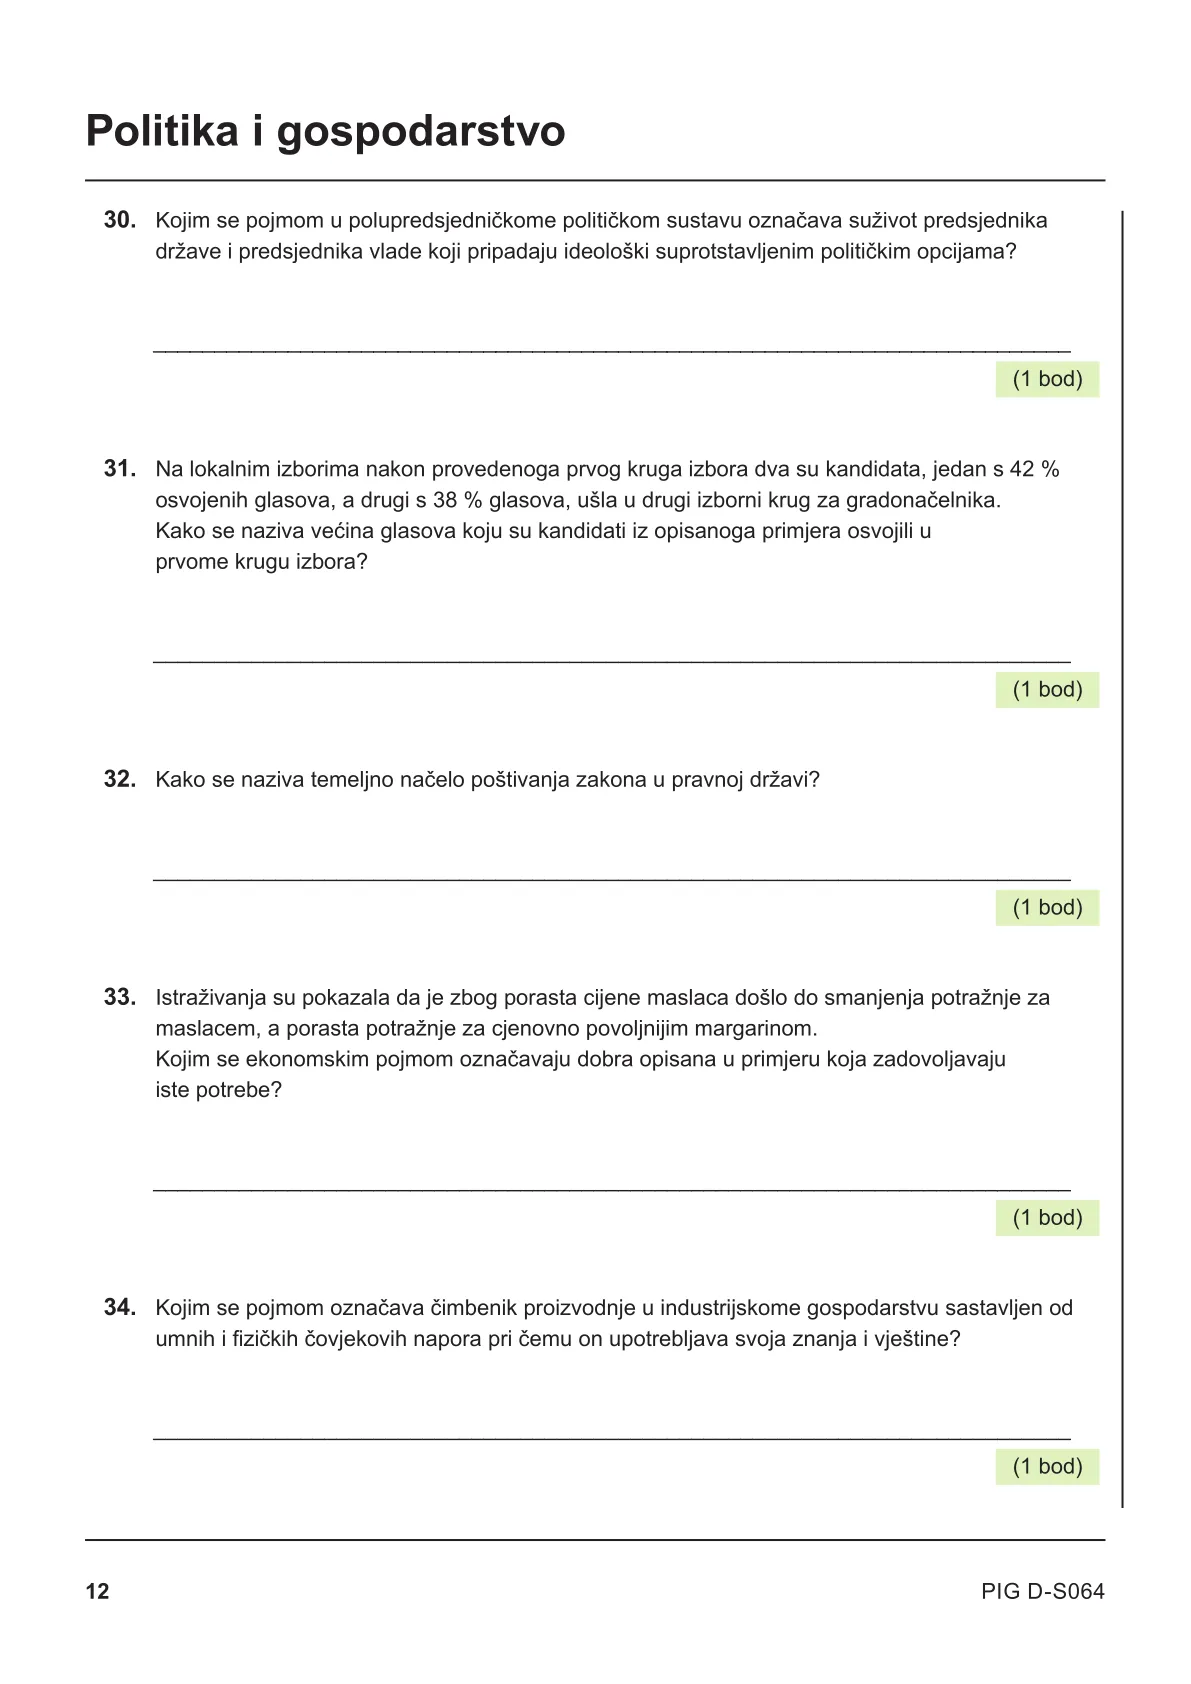 Politika i gospodarstvo
30. Kojim se pojmom u polupredsjedničkome političkom sustavu označava suživot predsjednika
države i predsjednika vlade koji pripadaju ideološki suprotstavljenim političkim opcijama?
(1 bod)
31. Na lokalnim izborima nakon provedenoga prvog kruga izbora dva su kandidata, jedan s 42 %
osvojenih glasova, a drugi s 38 % glasova, ušla u drugi izborni krug za gradonačelnika.
Kako se naziva većina glasova koju su kandidati iz opisanoga primjera osvojili u
prvome krugu izbora?
(1 bod)
32. Kako se naziva temeljno načelo poštivanja zakona u pravnoj državi?
(1 bod)
33. Istraživanja su pokazala da je zbog porasta cijene maslaca došlo do smanjenja potražnje za
maslacem, a porasta potražnje za cjenovno povoljnijim margarinom.
Kojim se ekonomskim pojmom označavaju dobra opisana u primjeru koja zadovoljavaju
iste potrebe?
(1 bod)
34. Kojim se pojmom označava čimbenik proizvodnje u industrijskome gospodarstvu sastavljen od
umnih i fizičkih čovjekovih napora pri čemu on upotrebljava svoja znanja i vještine?
(1 bod)
12
PIG D-S064